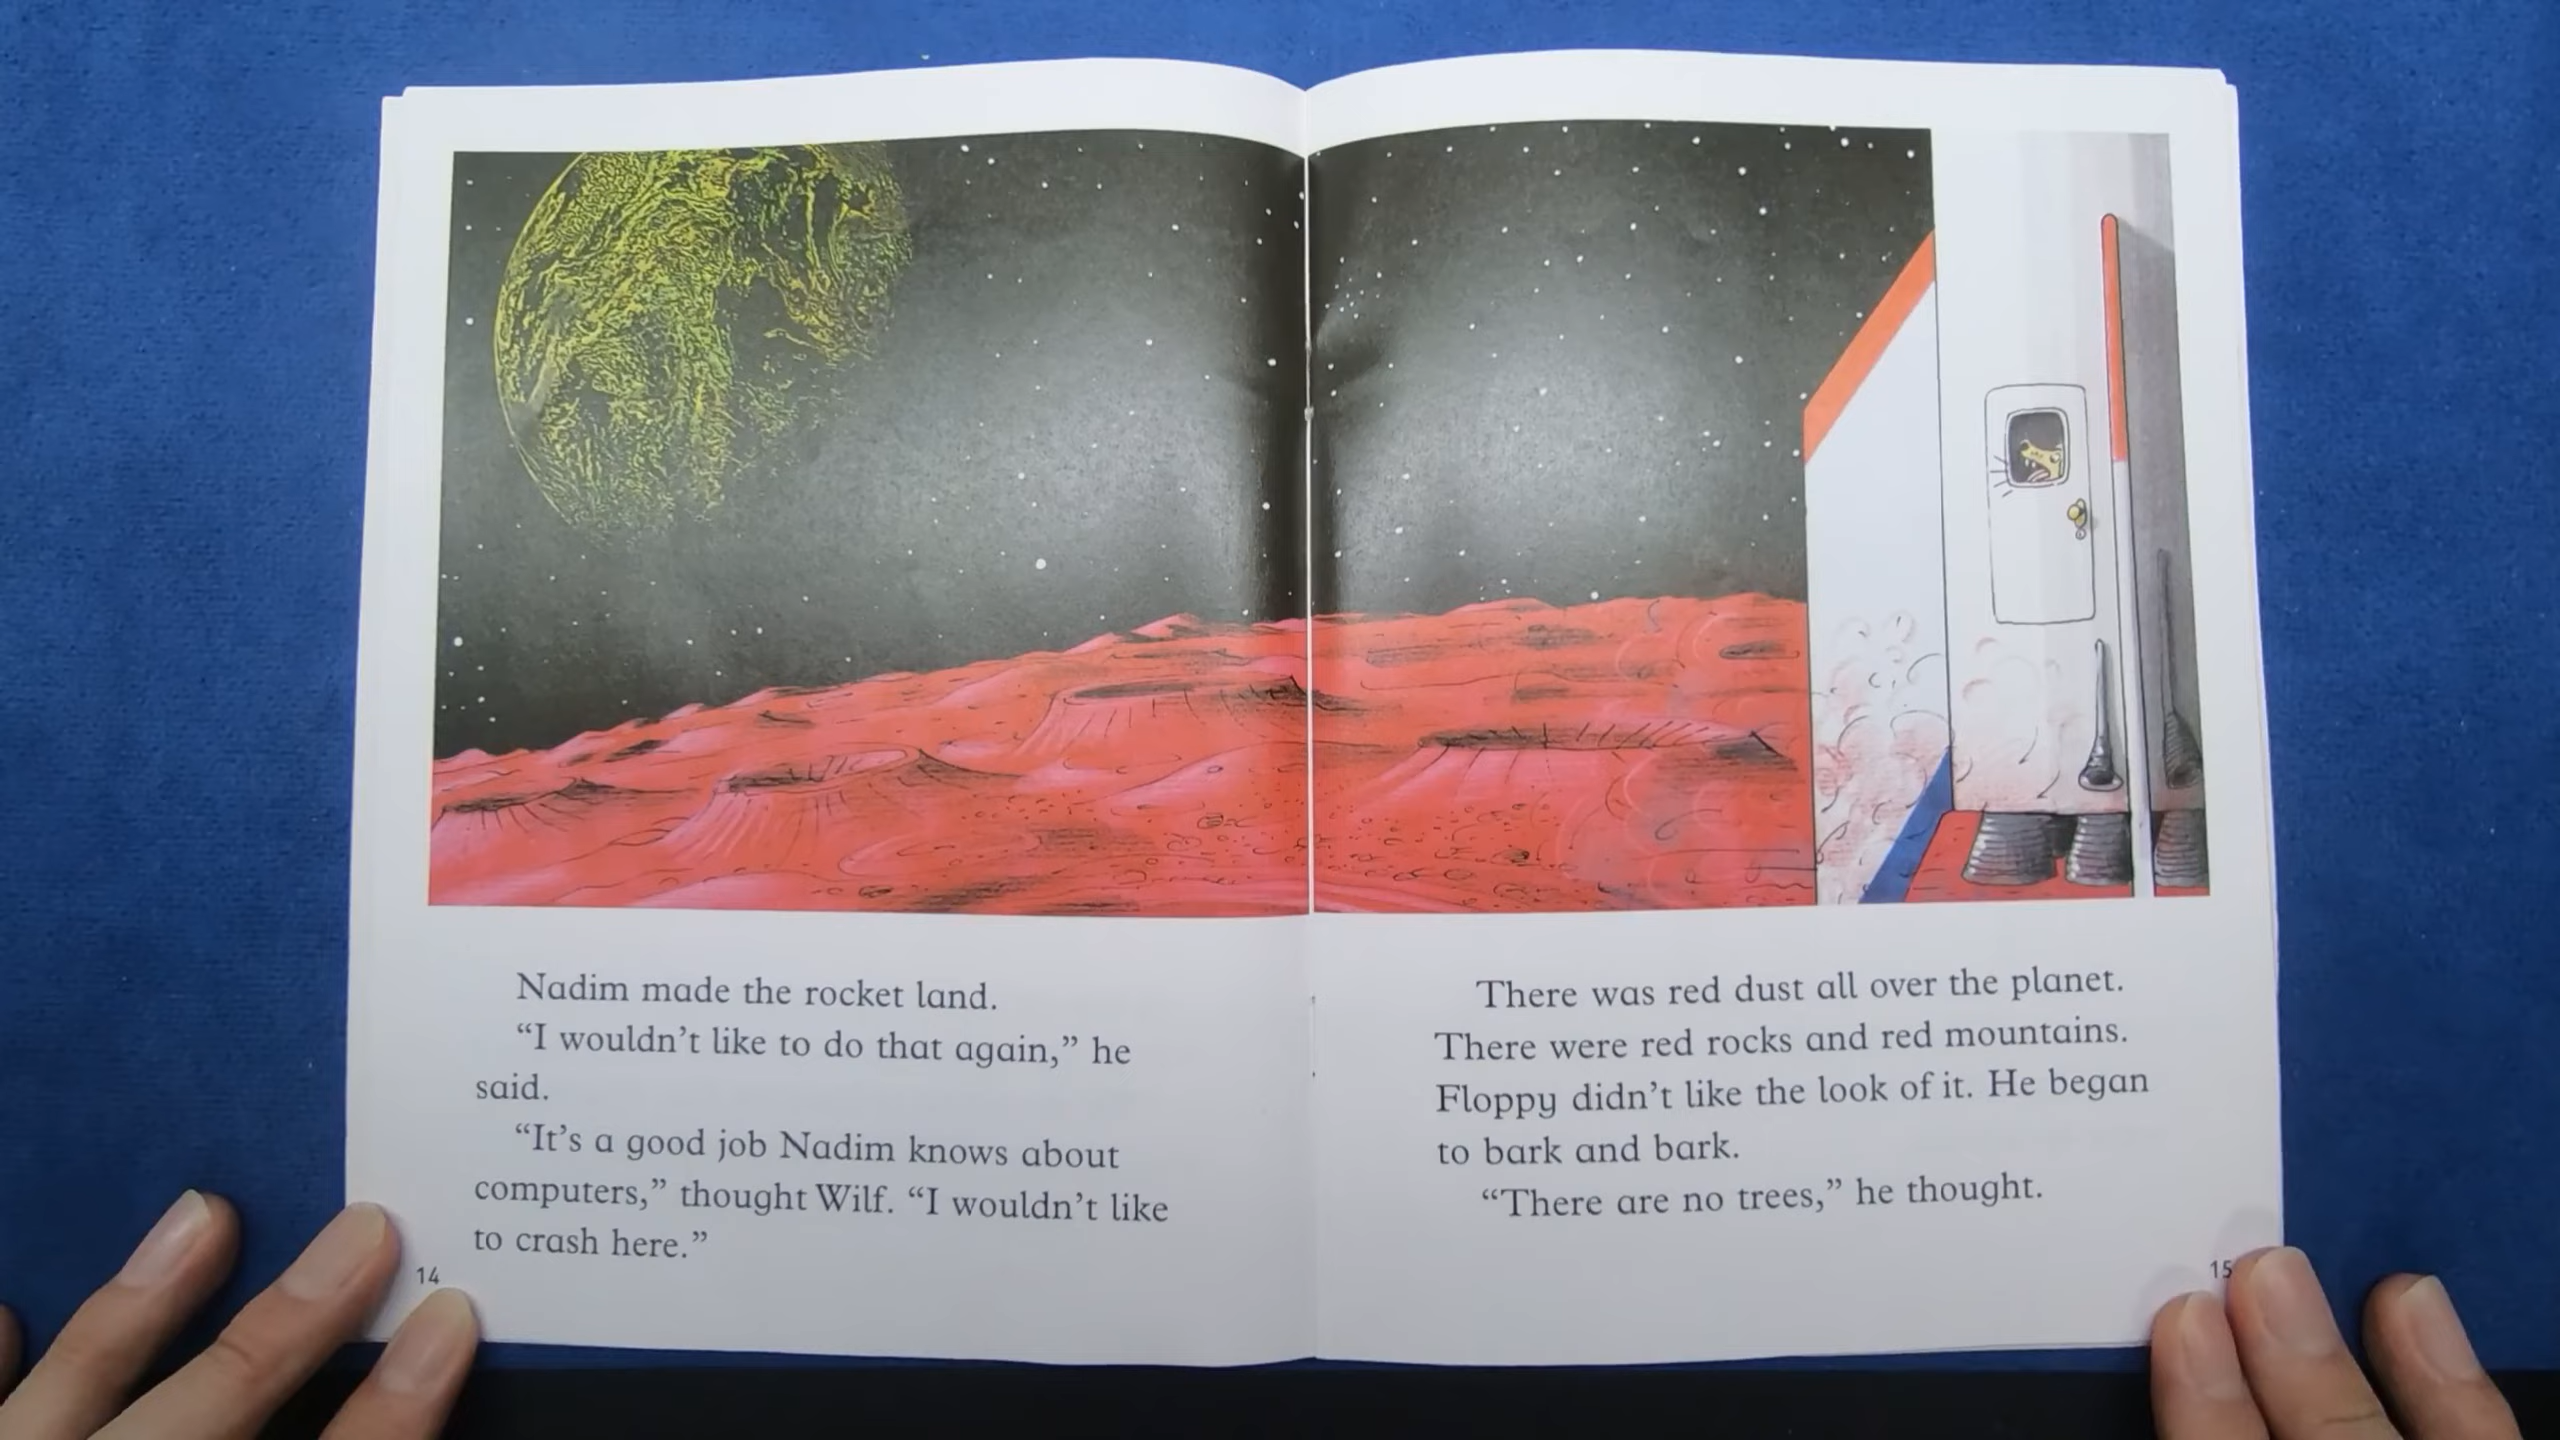 Nadim made the rocket land.
“I wouldn’t like to do that again,” he
said.
“It’s a good job Nadim knows about
computers,” thought Wilf. “I wouldn’t like
to crash here.”
14
There was red dust all over the planet.
There were red rocks and red mountains.
Floppy didn’t like the look of it. He began
to bark and bark.
“There are no trees,” he thought.
15